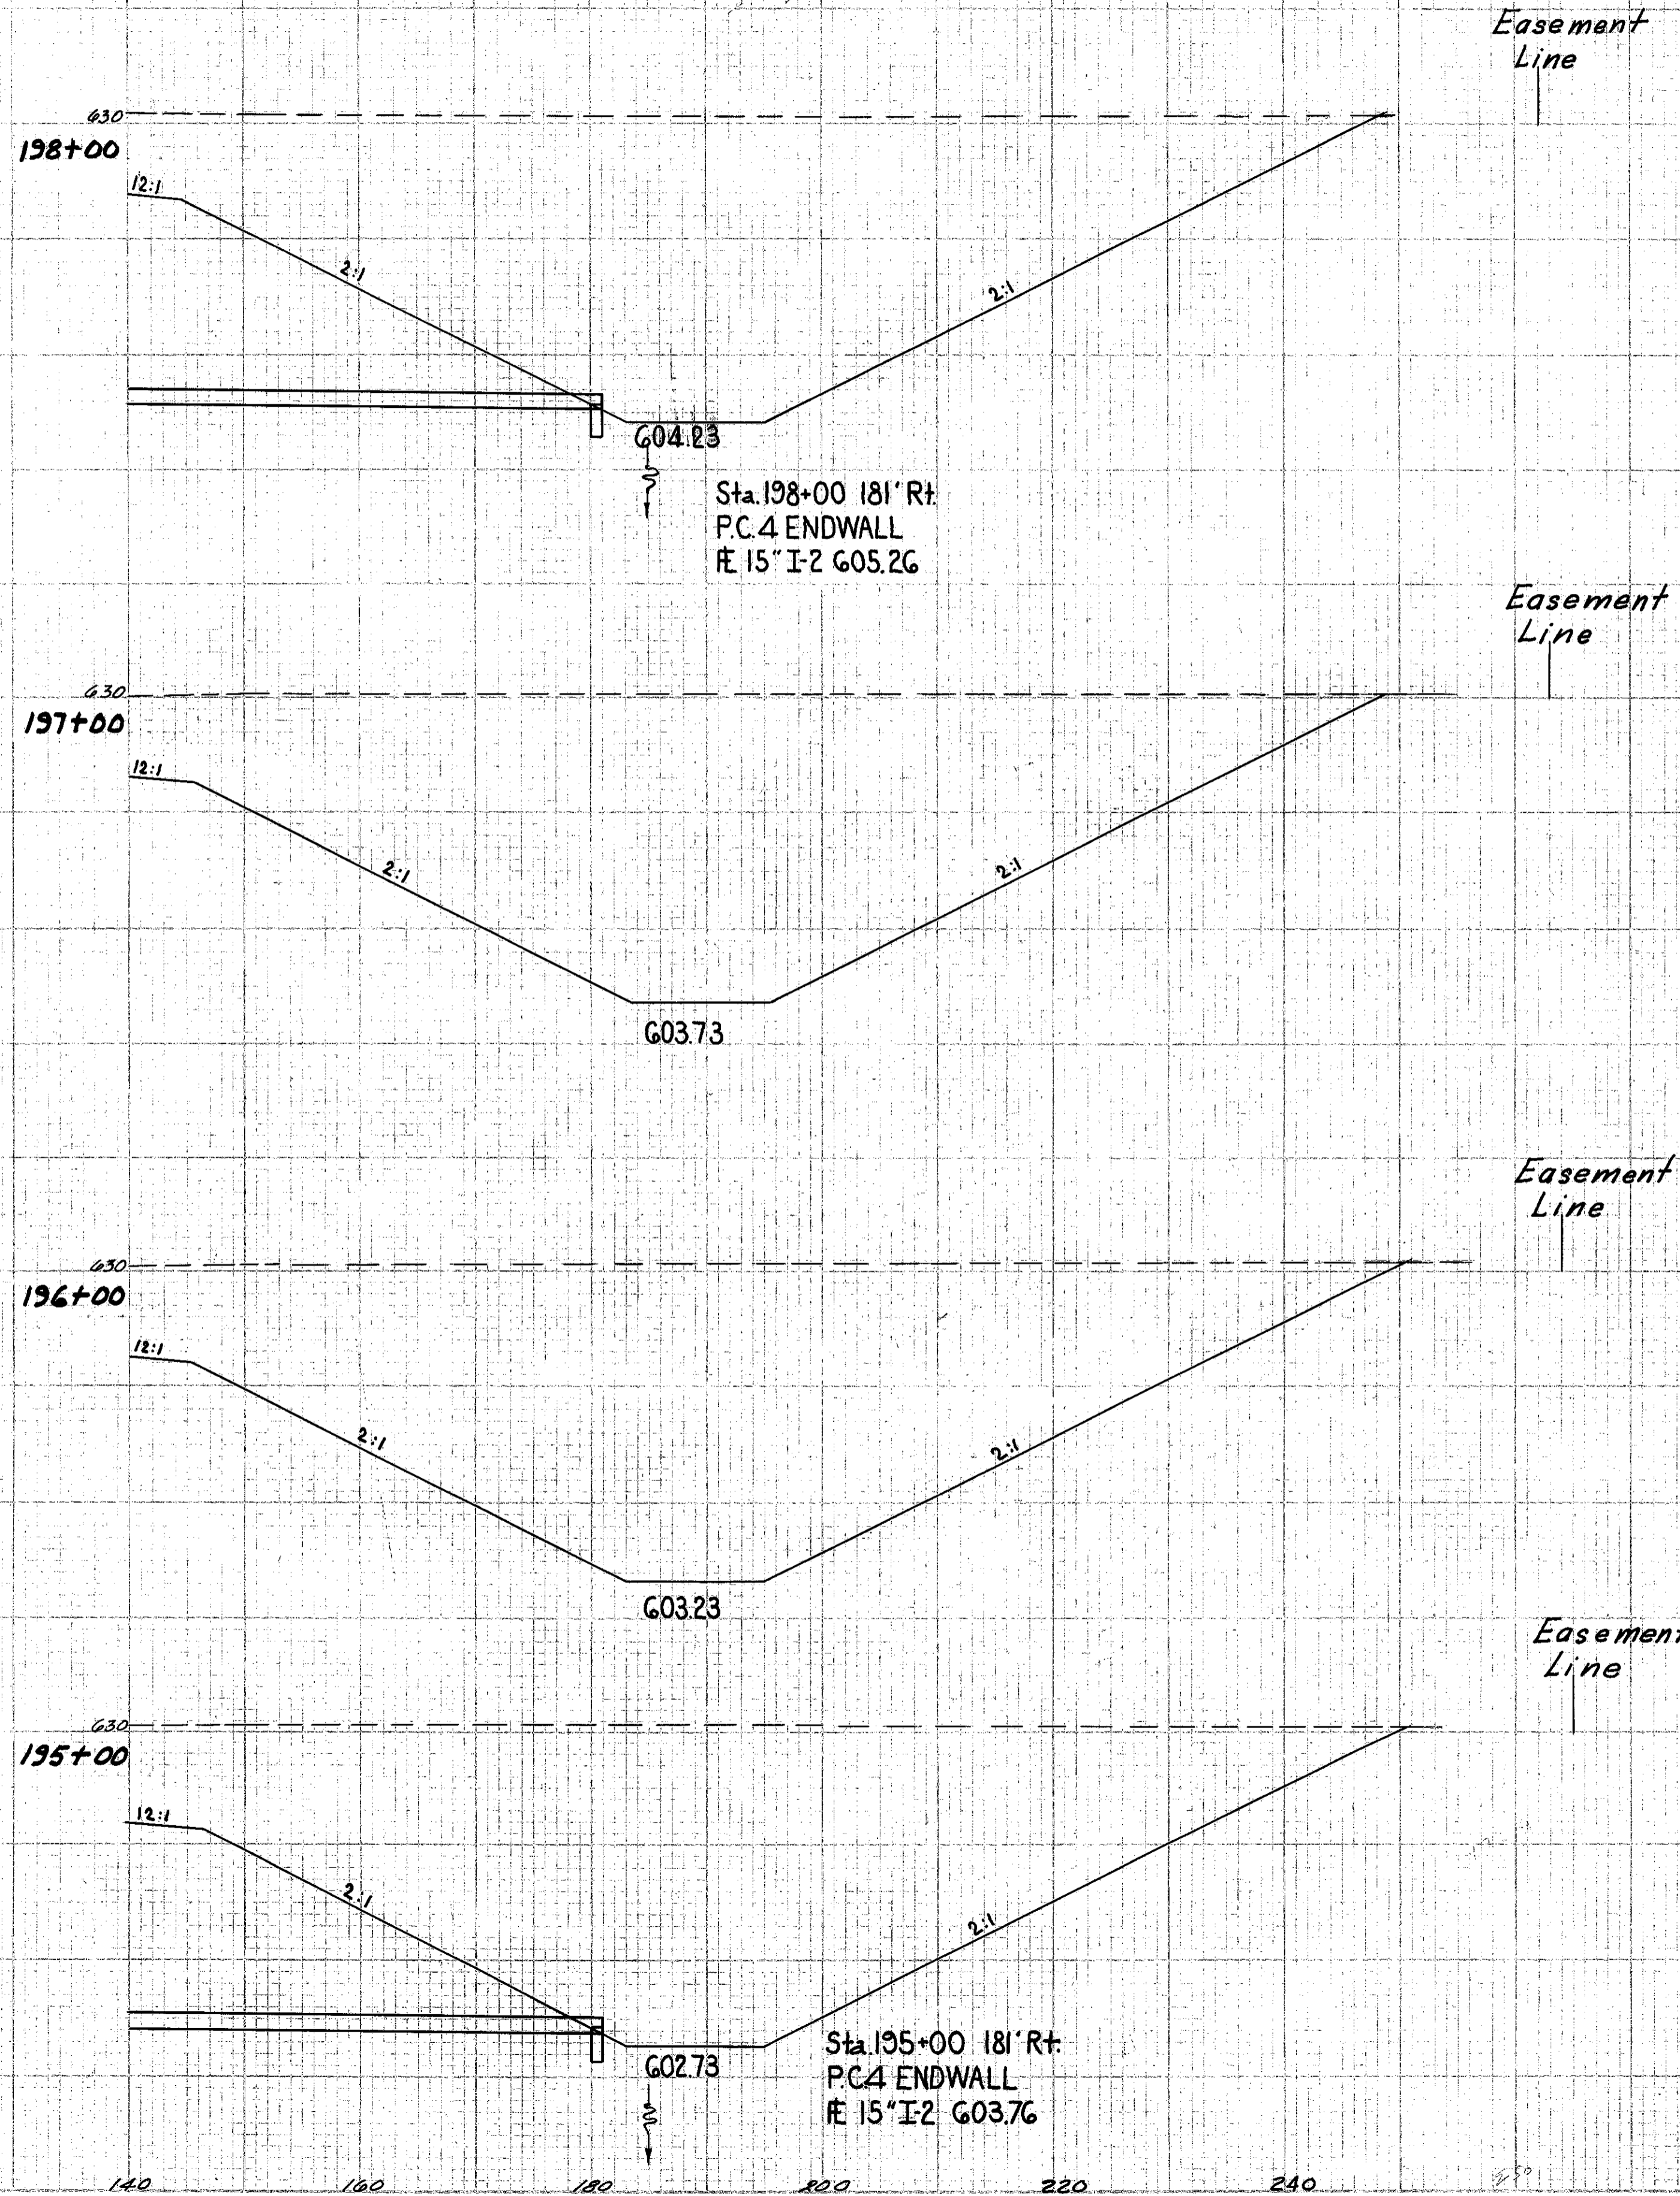 Easement
Line
630
198+00
12:1
2:1
2:1
604.23
Sta. 198+00 181' Rt.
P.C.4 ENDWALL
15" I-2 605.26
Easement
Line
630
197+00
12:1
2:1
2:1
603.73
Easement
Line
630
196+00
12:1
2:1
2:1
603.23
Easement
Line
630
195+00
12:1
2:1
2:1
602.73
Sta. 195+00 181' Rt.
P.C.4 ENDWALL
15" I-2 603.76
140 160 180 200 220 240